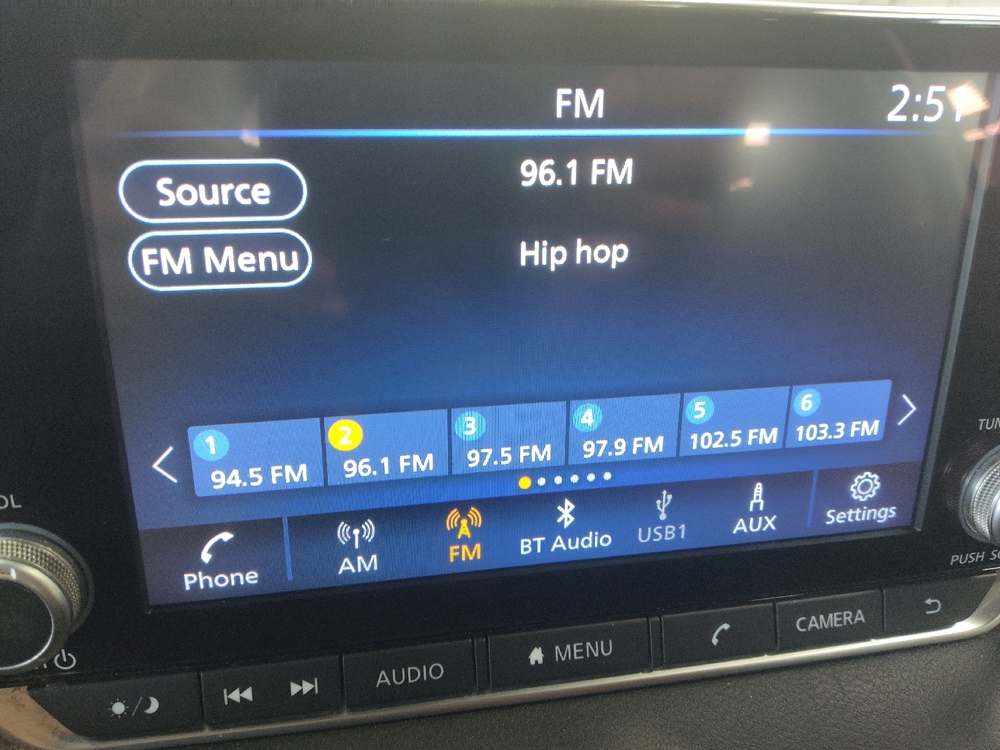 FM
2:57
Source
96.1 FM
FM Menu
Hip hop
1 2 3 4 5 6
94.5 FM 96.1 FM 97.5 FM 97.9 FM 102.5 FM 103.3 FM
Phone AM FM BT Audio USB1 AUX Settings
AUDIO MENU CAMERA
PUSH